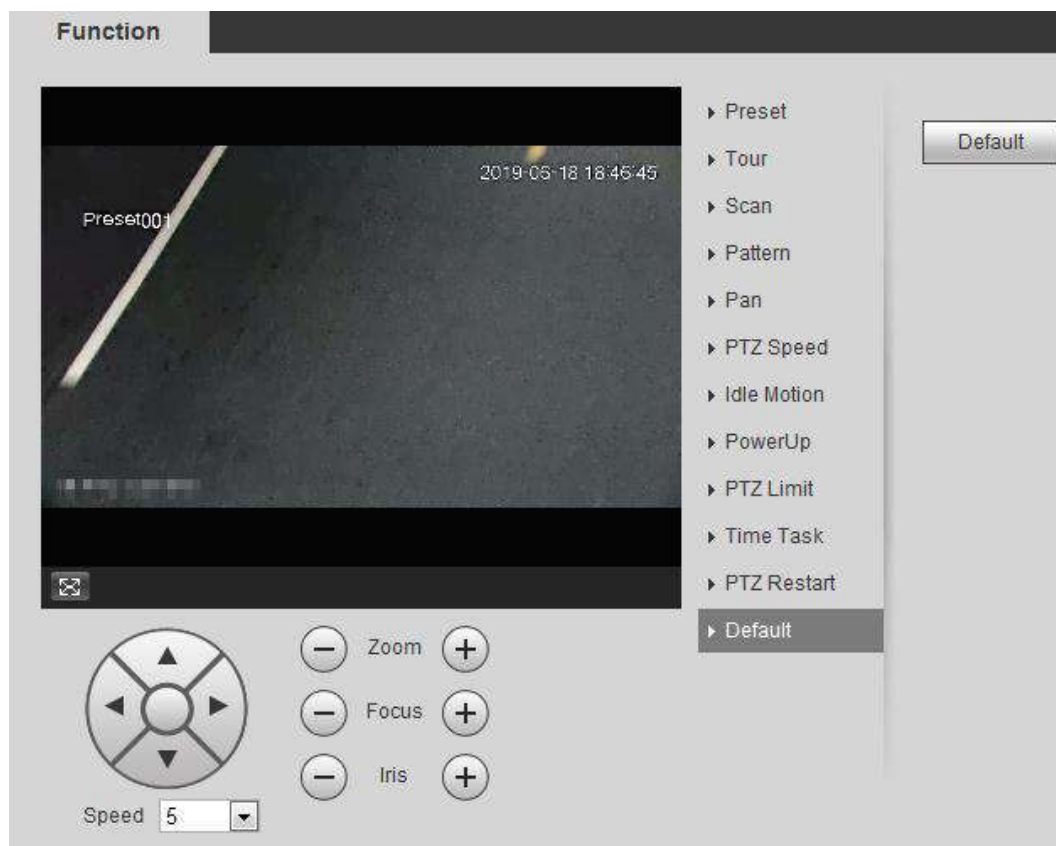 Function
2019-05-18 18:46:45
Preset001
Preset
Tour
Scan
Pattern
Pan
PTZ Speed
Idle Motion
PowerUp
PTZ Limit
Time Task
PTZ Restart
Default
Default
Zoom
Focus
Iris
Speed 5